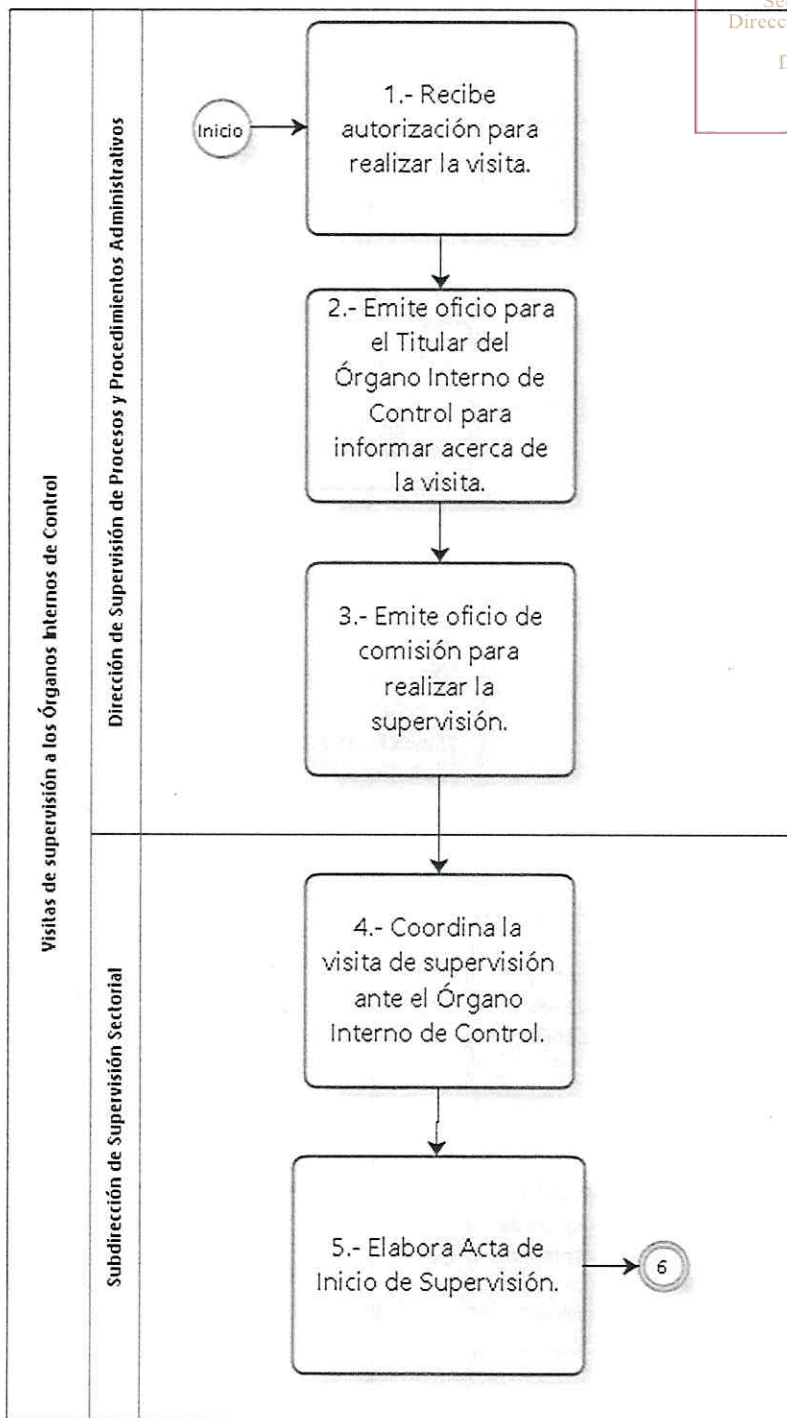 Direcc
D
Visitas de supervisión a los Órganos Internos de Control
Dirección de Supervisión de Procesos y Procedimientos Administrativos
Inicio
1.- Recibe
autorización para
realizar la visita.
2.- Emite oficio para
el Titular del
Órgano Interno de
Control para
informar acerca de
la visita.
3.- Emite oficio de
comisión para
realizar la
supervisión.
Subdirección de Supervisión Sectorial
4.- Coordina la
visita de supervisión
ante el Órgano
Interno de Control.
5.- Elabora Acta de
Inicio de Supervisión.
6